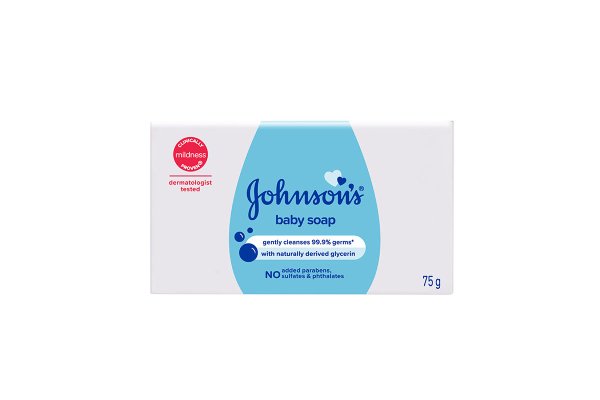 CLINICALLY
mildness
PROVEN
dermatologist
tested
Johnson's®
baby soap
gently cleanses 99.9% germs*
with naturally derived glycerin
NO added parabens,
sulfates & phthalates
75 g